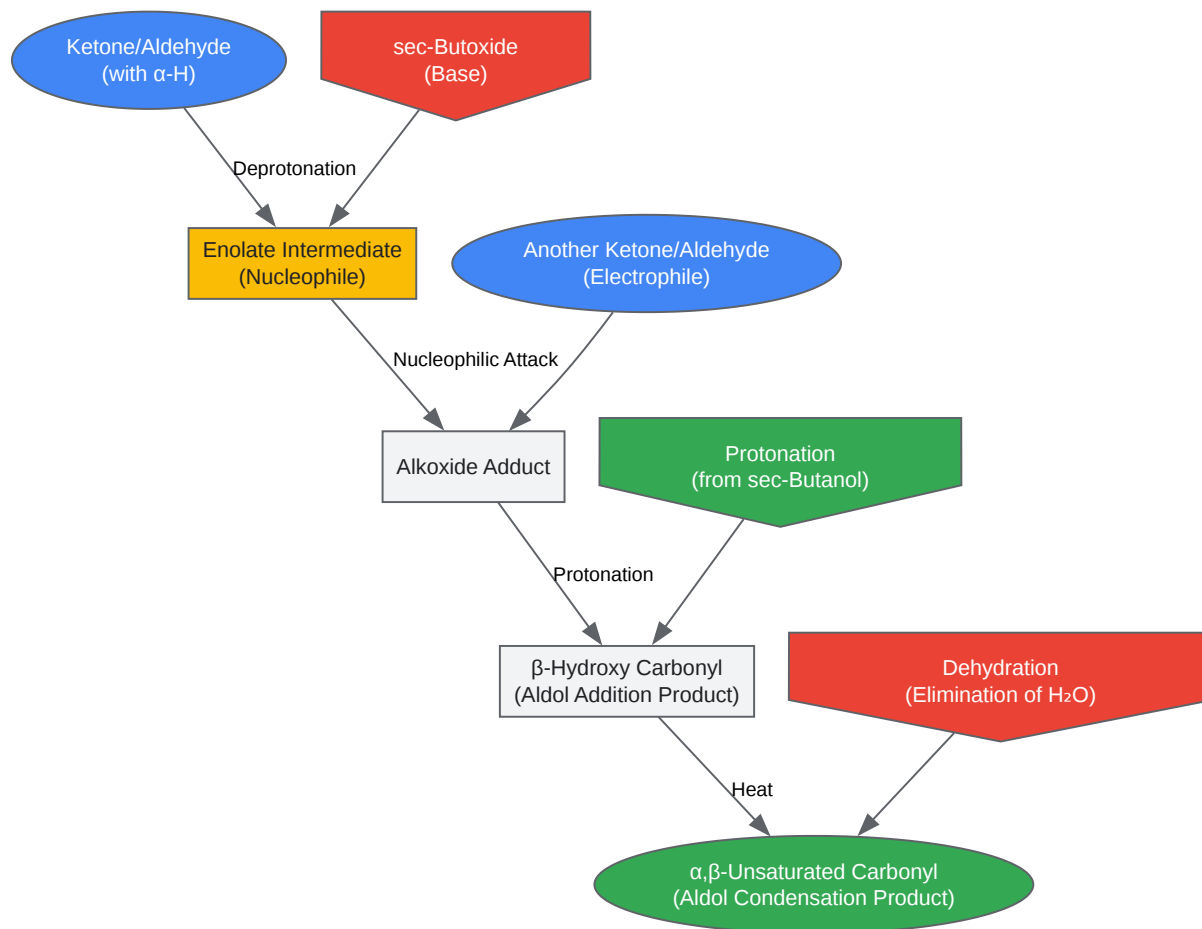 Ketone/Aldehyde
(with α-H)
sec-Butoxide
(Base)
Deprotonation
Enolate Intermediate
(Nucleophile)
Another Ketone/Aldehyde
(Electrophile)
Nucleophilic Attack
Alkoxide Adduct
Protonation
(from sec-Butanol)
Protonation
β-Hydroxy Carbonyl
(Aldol Addition Product)
Dehydration
(Elimination of H₂O)
Heat
α,β-Unsaturated Carbonyl
(Aldol Condensation Product)